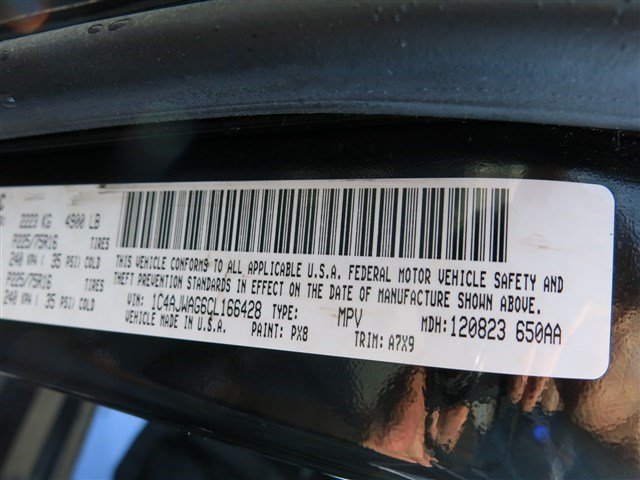 2223 KG 4900 LB
P225/75R16 TIRES
240 KPA ( 35 PSI) COLD
P225/75R16 TIRES
240 KPA ( 35 PSI) COLD
THIS VEHICLE CONFORMS TO ALL APPLICABLE U.S.A. FEDERAL MOTOR VEHICLE SAFETY AND
THEFT PREVENTION STANDARDS IN EFFECT ON THE DATE OF MANUFACTURE SHOWN ABOVE.
VIN: 1C4AJWAG6CL166428 TYPE: MPV MDH: 120823 650AA
VEHICLE MADE IN U.S.A. PAINT: PX8 TRIM: A7X9